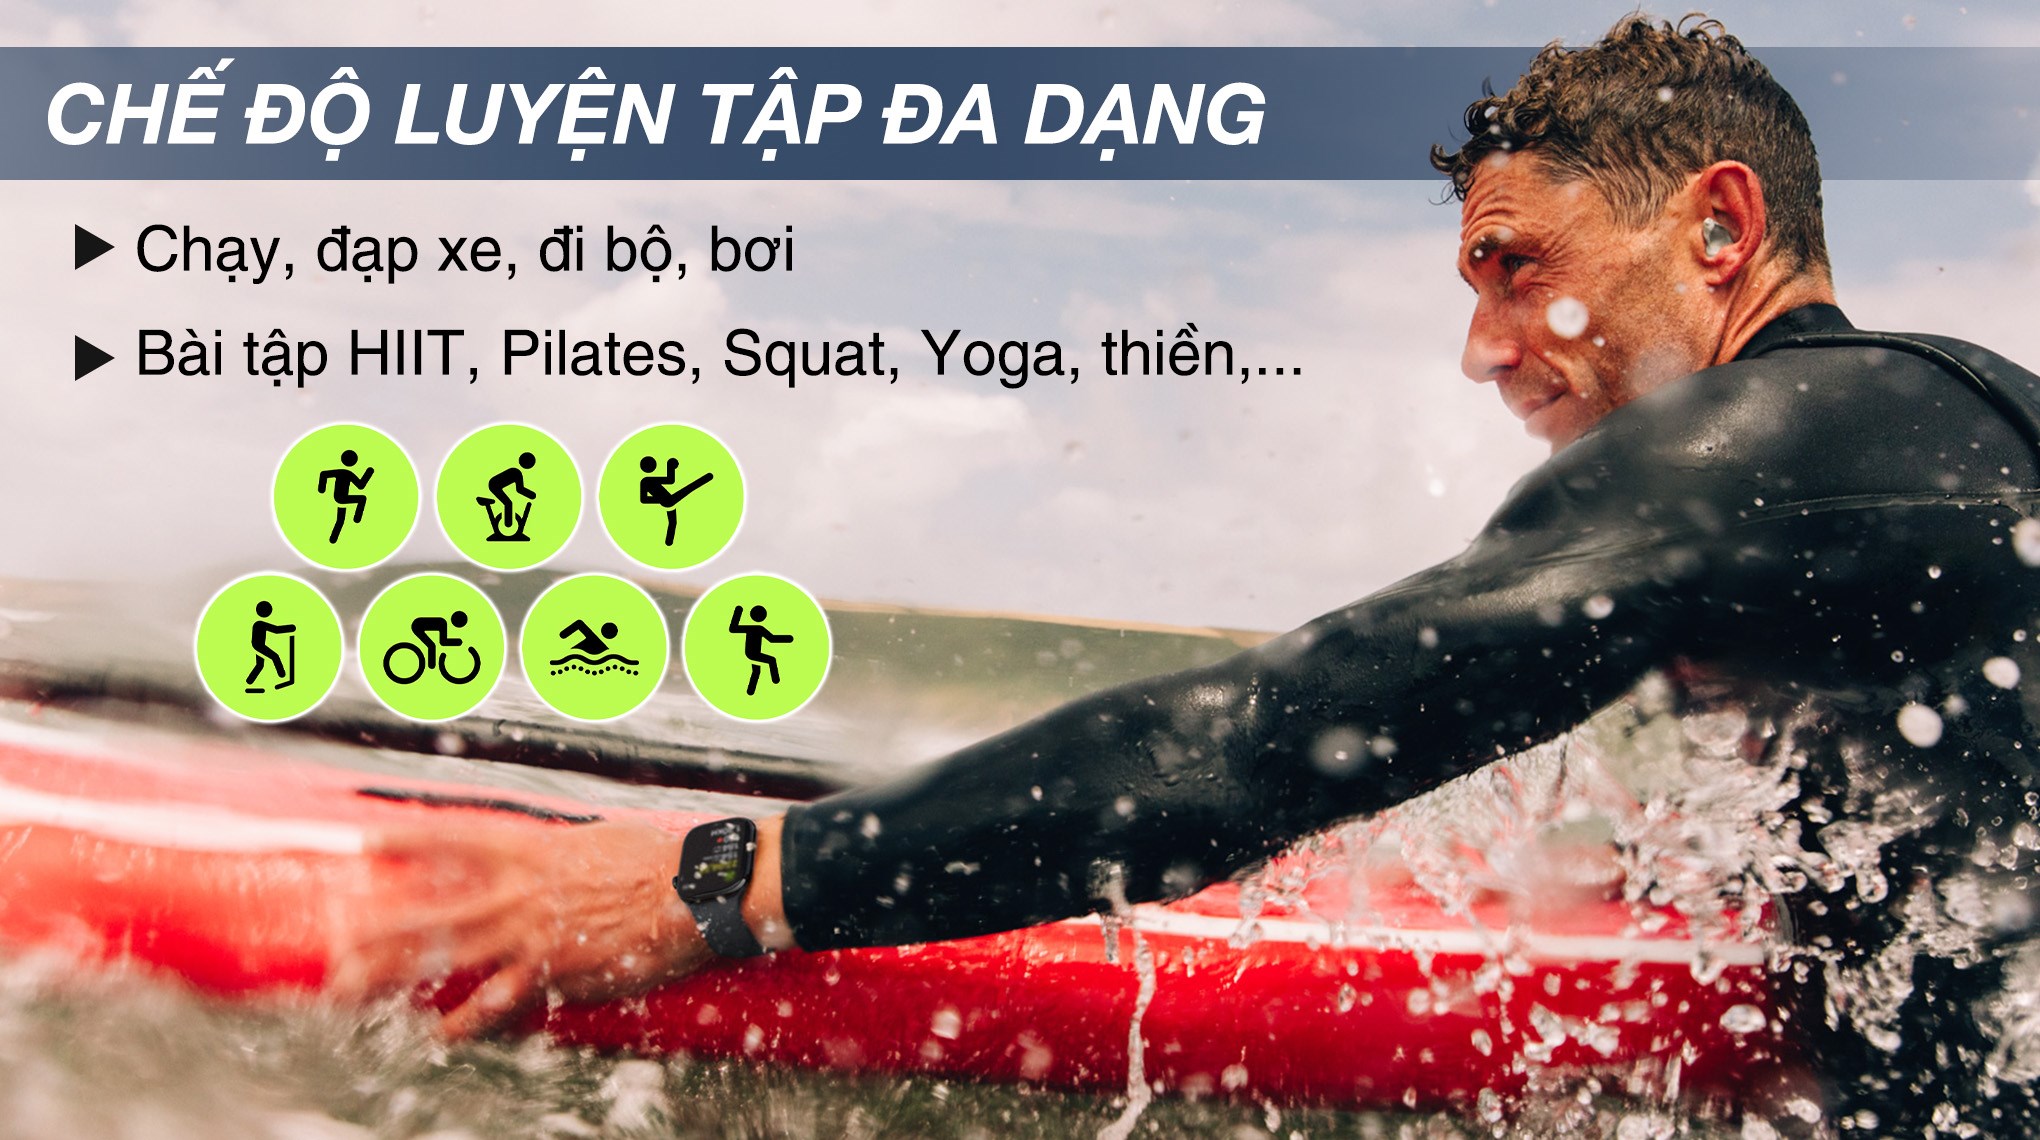 CHẾ ĐỘ LUYỆN TẬP ĐA DẠNG
Chạy, đạp xe, đi bộ, bơi
Bài tập HIIT, Pilates, Squat, Yoga, thiền,...